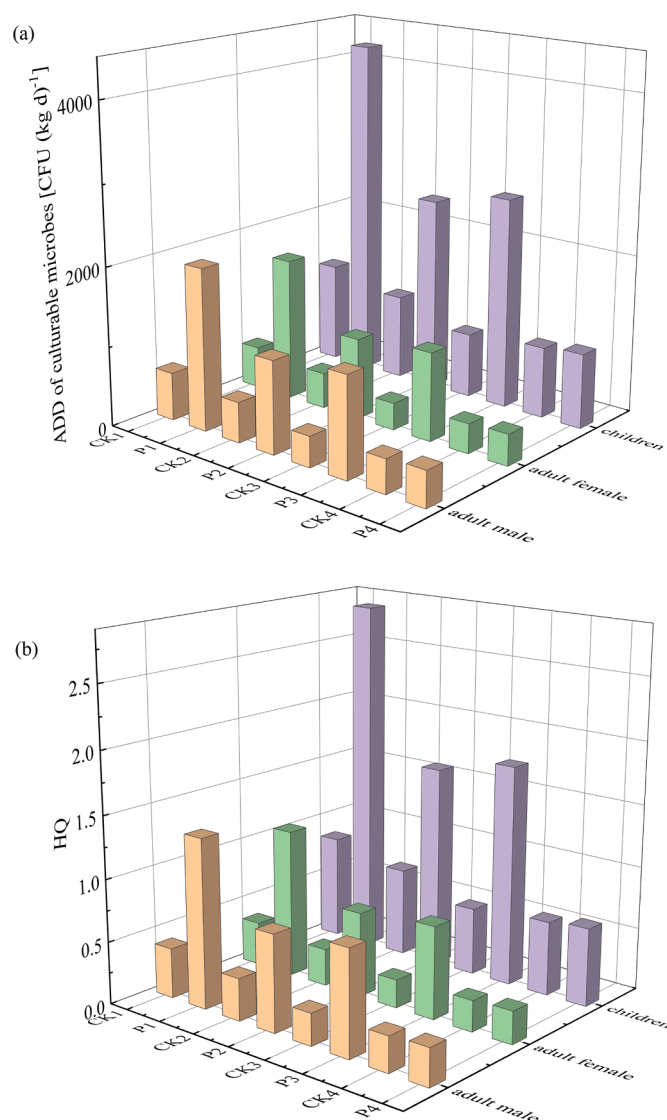 (a)
ADD of culturable microbes [CFU (kg d)⁻¹]
4000
2000
0
CK1
P1
CK2
P2
CK3
P3
CK4
P4
adult male
adult female
children
(b)
HQ
2.5
2.0
1.5
1.0
0.5
0.0
CK1
P1
CK2
P2
CK3
P3
CK4
P4
adult male
adult female
children